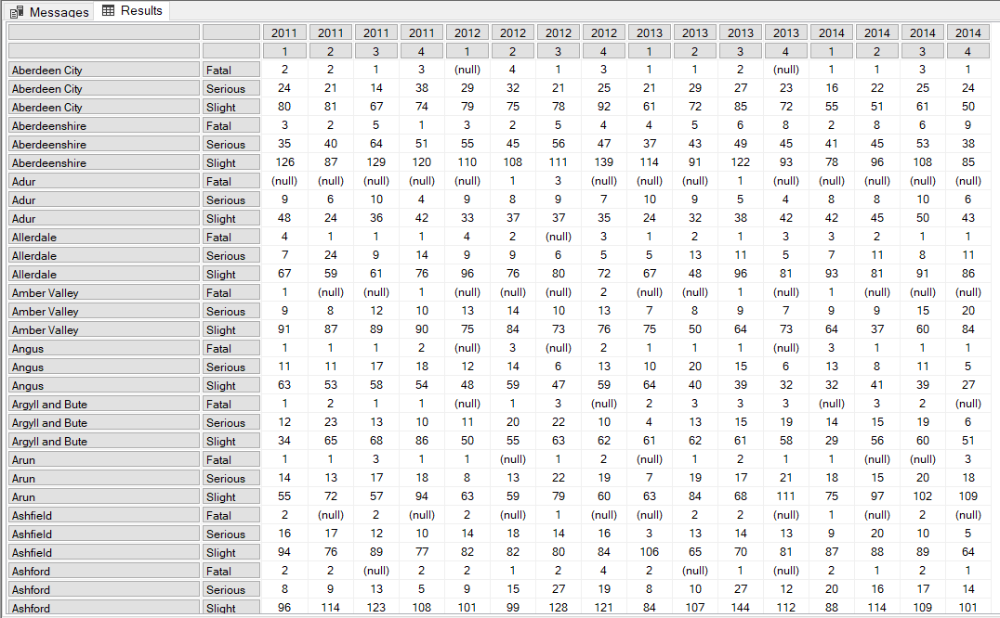 Messages Results
2011 2011 2011 2011 2012 2012 2012 2012 2013 2013 2013 2013 2014 2014 2014 2014
1 2 3 4 1 2 3 4 1 2 3 4 1 2 3 4
Aberdeen City Fatal 2 2 1 3 (null) 4 1 3 1 1 2 (null) 1 1 3 1
Aberdeen City Serious 24 21 14 38 29 32 21 25 21 29 27 23 16 22 25 24
Aberdeen City Slight 80 81 67 74 79 75 78 92 61 72 85 72 55 51 61 50
Aberdeenshire Fatal 3 2 5 1 3 2 5 4 4 5 6 8 2 8 6 9
Aberdeenshire Serious 35 40 64 51 55 45 56 47 37 43 49 45 41 45 53 38
Aberdeenshire Slight 126 87 129 120 110 108 111 139 114 91 122 93 78 96 108 85
Adur Fatal (null) (null) (null) (null) (null) 1 3 (null) (null) (null) 1 (null) (null) (null) (null) (null)
Adur Serious 9 6 10 4 9 8 9 7 10 9 5 4 8 8 10 6
Adur Slight 48 24 36 42 33 37 37 35 24 32 38 42 42 45 50 43
Allerdale Fatal 4 1 1 1 4 2 (null) 3 1 2 1 3 3 2 1 1
Allerdale Serious 7 24 9 14 9 9 6 5 5 13 11 5 7 11 8 11
Allerdale Slight 67 59 61 76 96 76 80 72 67 48 96 81 93 81 91 86
Amber Valley Fatal 1 (null) (null) 1 (null) (null) (null) 2 (null) (null) 1 (null) 1 (null) (null) (null)
Amber Valley Serious 9 8 12 10 13 14 10 13 7 8 9 7 9 9 15 20
Amber Valley Slight 91 87 89 90 75 84 73 76 75 50 64 73 64 37 60 84
Angus Fatal 1 1 1 2 (null) 3 (null) 2 1 1 1 (null) 3 1 1 1
Angus Serious 11 11 17 18 12 14 6 13 10 20 15 6 13 8 11 5
Angus Slight 63 53 58 54 48 59 47 59 64 40 39 32 32 41 39 27
Argyll and Bute Fatal 1 2 1 1 (null) 1 3 (null) 2 3 3 3 (null) 3 2 (null)
Argyll and Bute Serious 12 23 13 10 11 20 22 10 4 13 15 19 14 15 19 6
Argyll and Bute Slight 34 65 68 86 50 55 63 62 61 62 61 58 29 56 60 51
Arun Fatal 1 1 3 1 1 (null) 1 2 (null) 1 2 1 1 (null) (null) 3
Arun Serious 14 13 17 18 8 13 22 19 7 19 17 21 18 15 20 18
Arun Slight 55 72 57 94 63 59 79 60 63 84 68 111 75 97 102 109
Ashfield Fatal 2 (null) 2 (null) 2 (null) 1 (null) (null) 2 2 (null) 1 (null) 2 (null)
Ashfield Serious 16 17 12 10 14 18 14 16 3 13 14 13 9 20 10 5
Ashfield Slight 94 76 89 77 82 82 80 84 106 65 70 81 87 88 89 64
Ashford Fatal 2 2 (null) 2 2 1 2 4 2 (null) 1 (null) 2 1 2 1
Ashford Serious 8 9 13 5 9 15 27 19 8 10 27 12 20 16 17 14
Ashford Slight 96 114 123 108 101 99 128 121 84 107 144 112 88 114 109 101